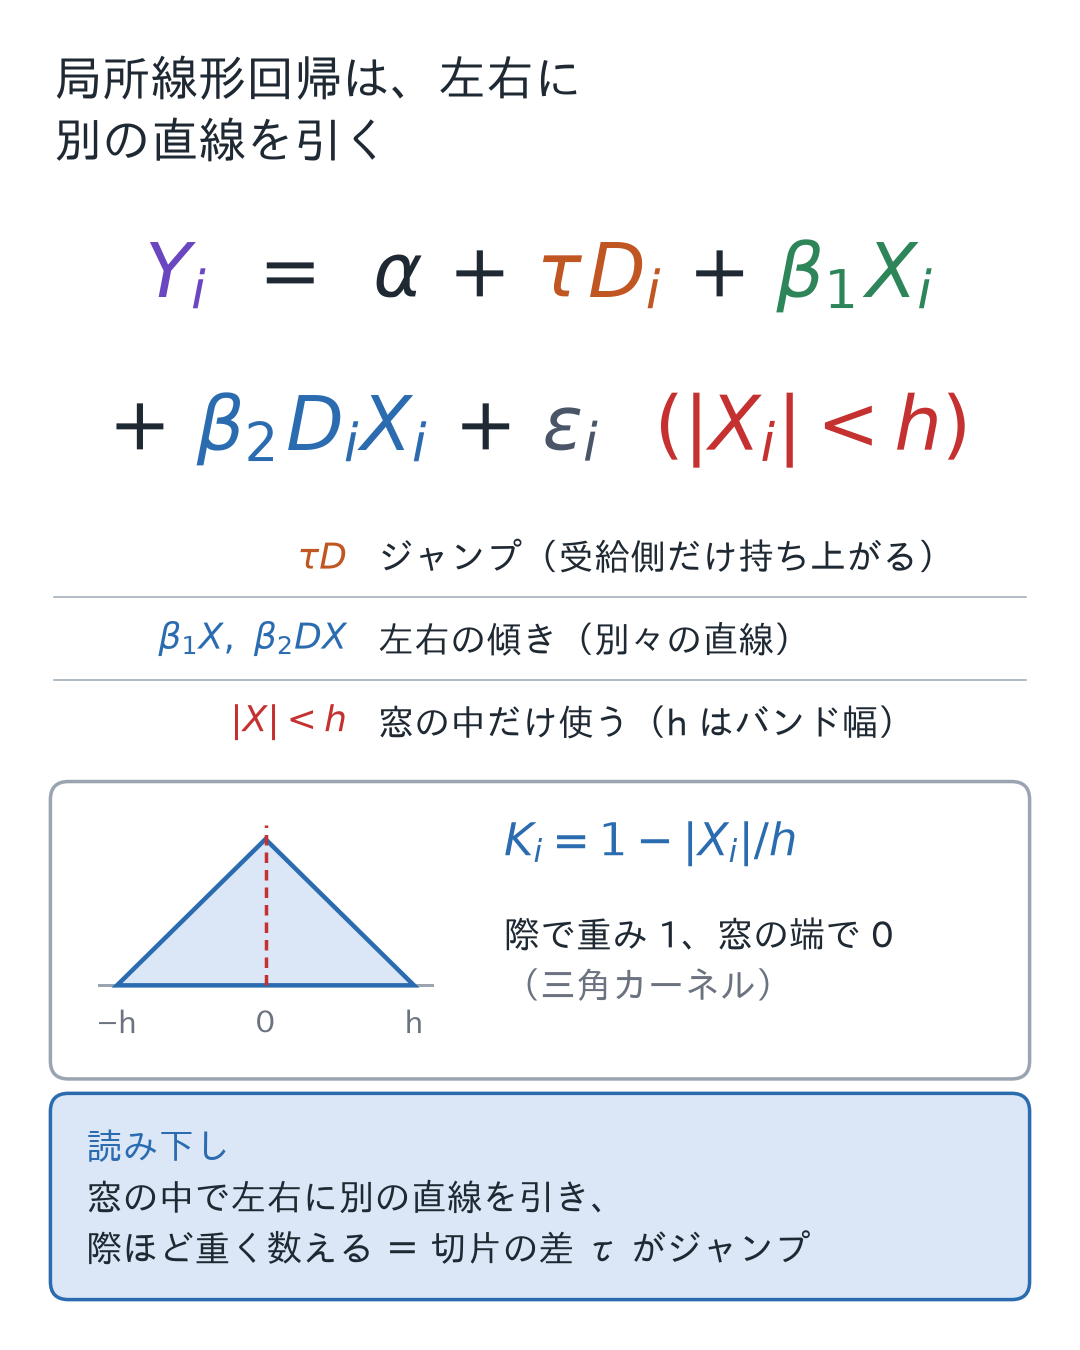 局所線形回帰は、左右に
別の直線を引く
Yᵢ = α + τDᵢ + β₁Xᵢ
+ β₂DᵢXᵢ + εᵢ (|Xᵢ| < h)
τD ジャンプ（受給側だけ持ち上がる）
β₁X, β₂DX 左右の傾き（別々の直線）
|X| < h 窓の中だけ使う（h はバンド幅）
Kᵢ = 1 − |Xᵢ|/h
際で重み 1、窓の端で 0
（三角カーネル）
−h 0 h
読み下し
窓の中で左右に別の直線を引き、
際ほど重く数える ＝ 切片の差 τ がジャンプ